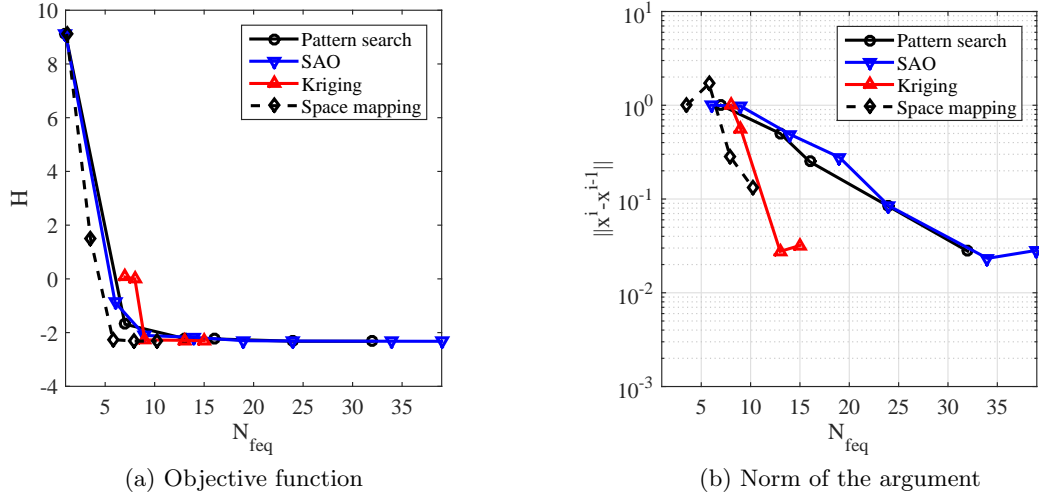 10
8
6
4
2
0
-2
-4
H
5 10 15 20 25 30 35
N_feq
Pattern search
SAO
Kriging
Space mapping
(a) Objective function
10^1
10^0
10^-1
10^-2
10^-3
||x^i-x^i-1||
5 10 15 20 25 30 35
N_feq
Pattern search
SAO
Kriging
Space mapping
(b) Norm of the argument